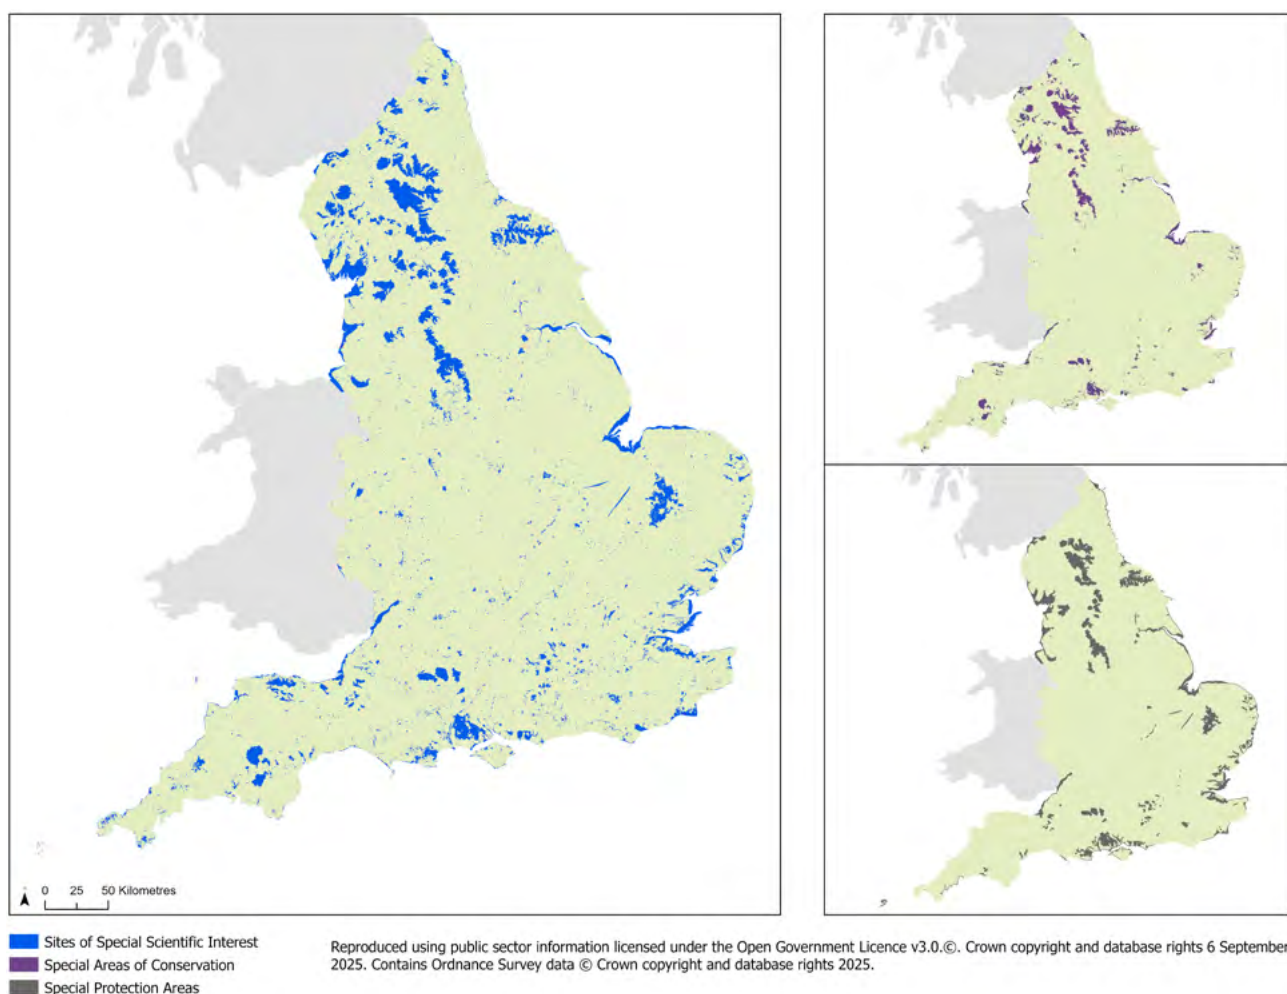 0 25 50 Kilometres
Sites of Special Scientific Interest
Special Areas of Conservation
Special Protection Areas
Reproduced using public sector information licensed under the Open Government Licence v3.0.©. Crown copyright and database rights 6 September
2025. Contains Ordnance Survey data © Crown copyright and database rights 2025.